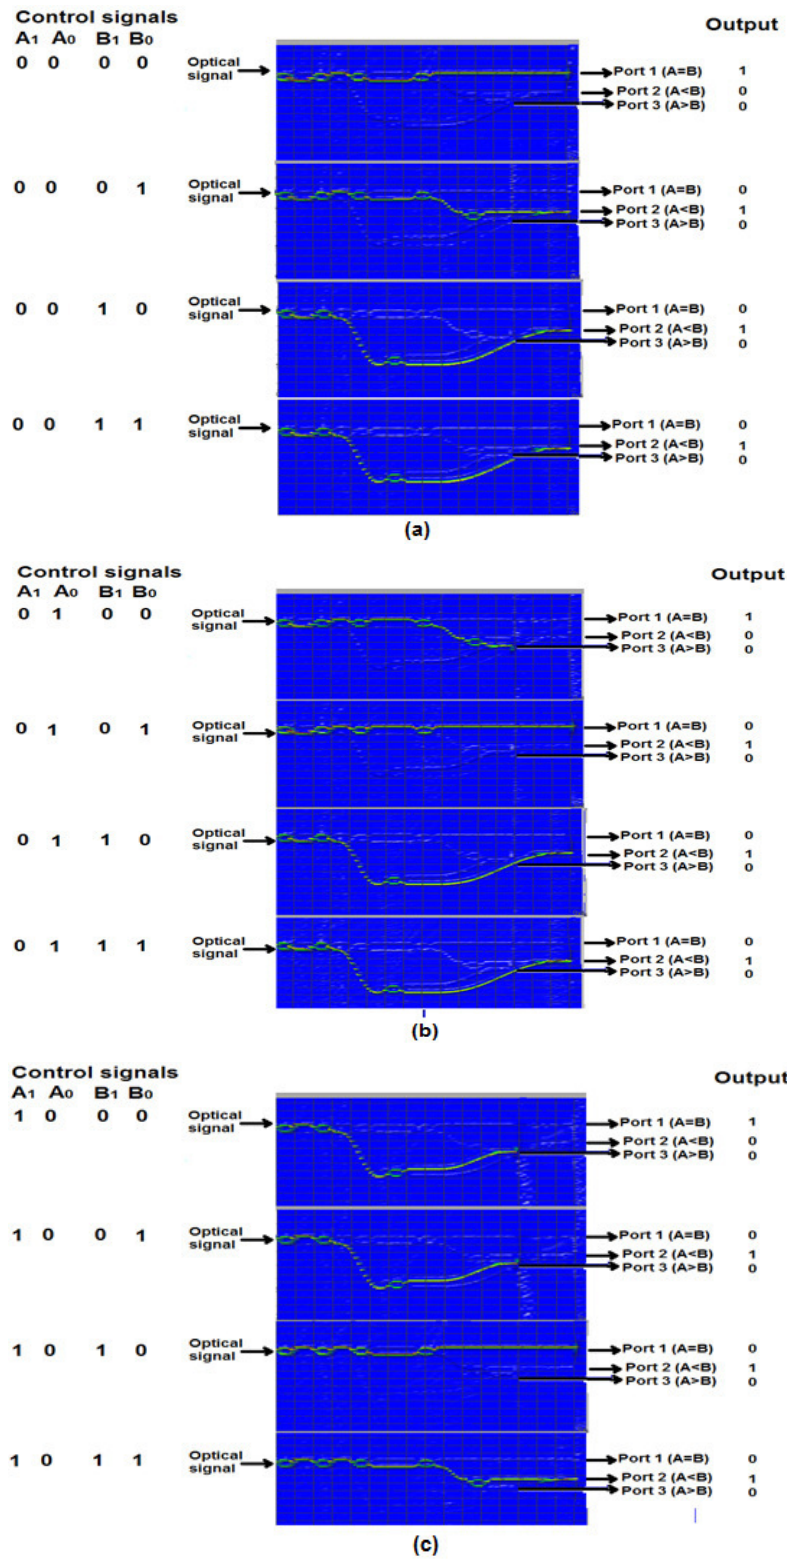 Control signals Output
A1 A0 B1 B0
0 0 0 0 Optical signal Port 1 (A=B) 1
Port 2 (A<B) 0
Port 3 (A>B) 0
0 0 0 1 Optical signal Port 1 (A=B) 0
Port 2 (A<B) 1
Port 3 (A>B) 0
0 0 1 0 Optical signal Port 1 (A=B) 0
Port 2 (A<B) 1
Port 3 (A>B) 0
0 0 1 1 Optical signal Port 1 (A=B) 0
Port 2 (A<B) 1
Port 3 (A>B) 0
(a)
Control signals Output
A1 A0 B1 B0
0 1 0 0 Optical signal Port 1 (A=B) 1
Port 2 (A<B) 0
Port 3 (A>B) 0
0 1 0 1 Optical signal Port 1 (A=B) 0
Port 2 (A<B) 1
Port 3 (A>B) 0
0 1 1 0 Optical signal Port 1 (A=B) 0
Port 2 (A<B) 1
Port 3 (A>B) 0
0 1 1 1 Optical signal Port 1 (A=B) 0
Port 2 (A<B) 1
Port 3 (A>B) 0
(b)
Control signals Output
A1 A0 B1 B0
1 0 0 0 Optical signal Port 1 (A=B) 1
Port 2 (A<B) 0
Port 3 (A>B) 0
1 0 0 1 Optical signal Port 1 (A=B) 0
Port 2 (A<B) 1
Port 3 (A>B) 0
1 0 1 0 Optical signal Port 1 (A=B) 0
Port 2 (A<B) 1
Port 3 (A>B) 0
1 0 1 1 Optical signal Port 1 (A=B) 0
Port 2 (A<B) 1
Port 3 (A>B) 0
(c)